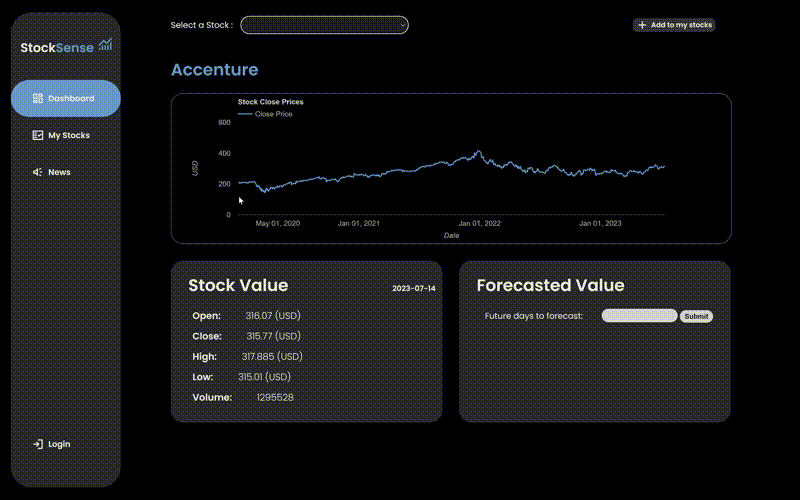 StockSense
Dashboard
My Stocks
News
Login
Select a Stock :
Add to my stocks
Accenture
Stock Close Prices
Close Price
600
400
200
0
USD
May 01, 2020 Jan 01, 2021 Jan 01, 2022 Jan 01, 2023
Date
Stock Value 2023-07-14
Open: 316.07 (USD)
Close: 315.77 (USD)
High: 317.885 (USD)
Low: 315.01 (USD)
Volume: 1295528
Forecasted Value
Future days to forecast: Submit